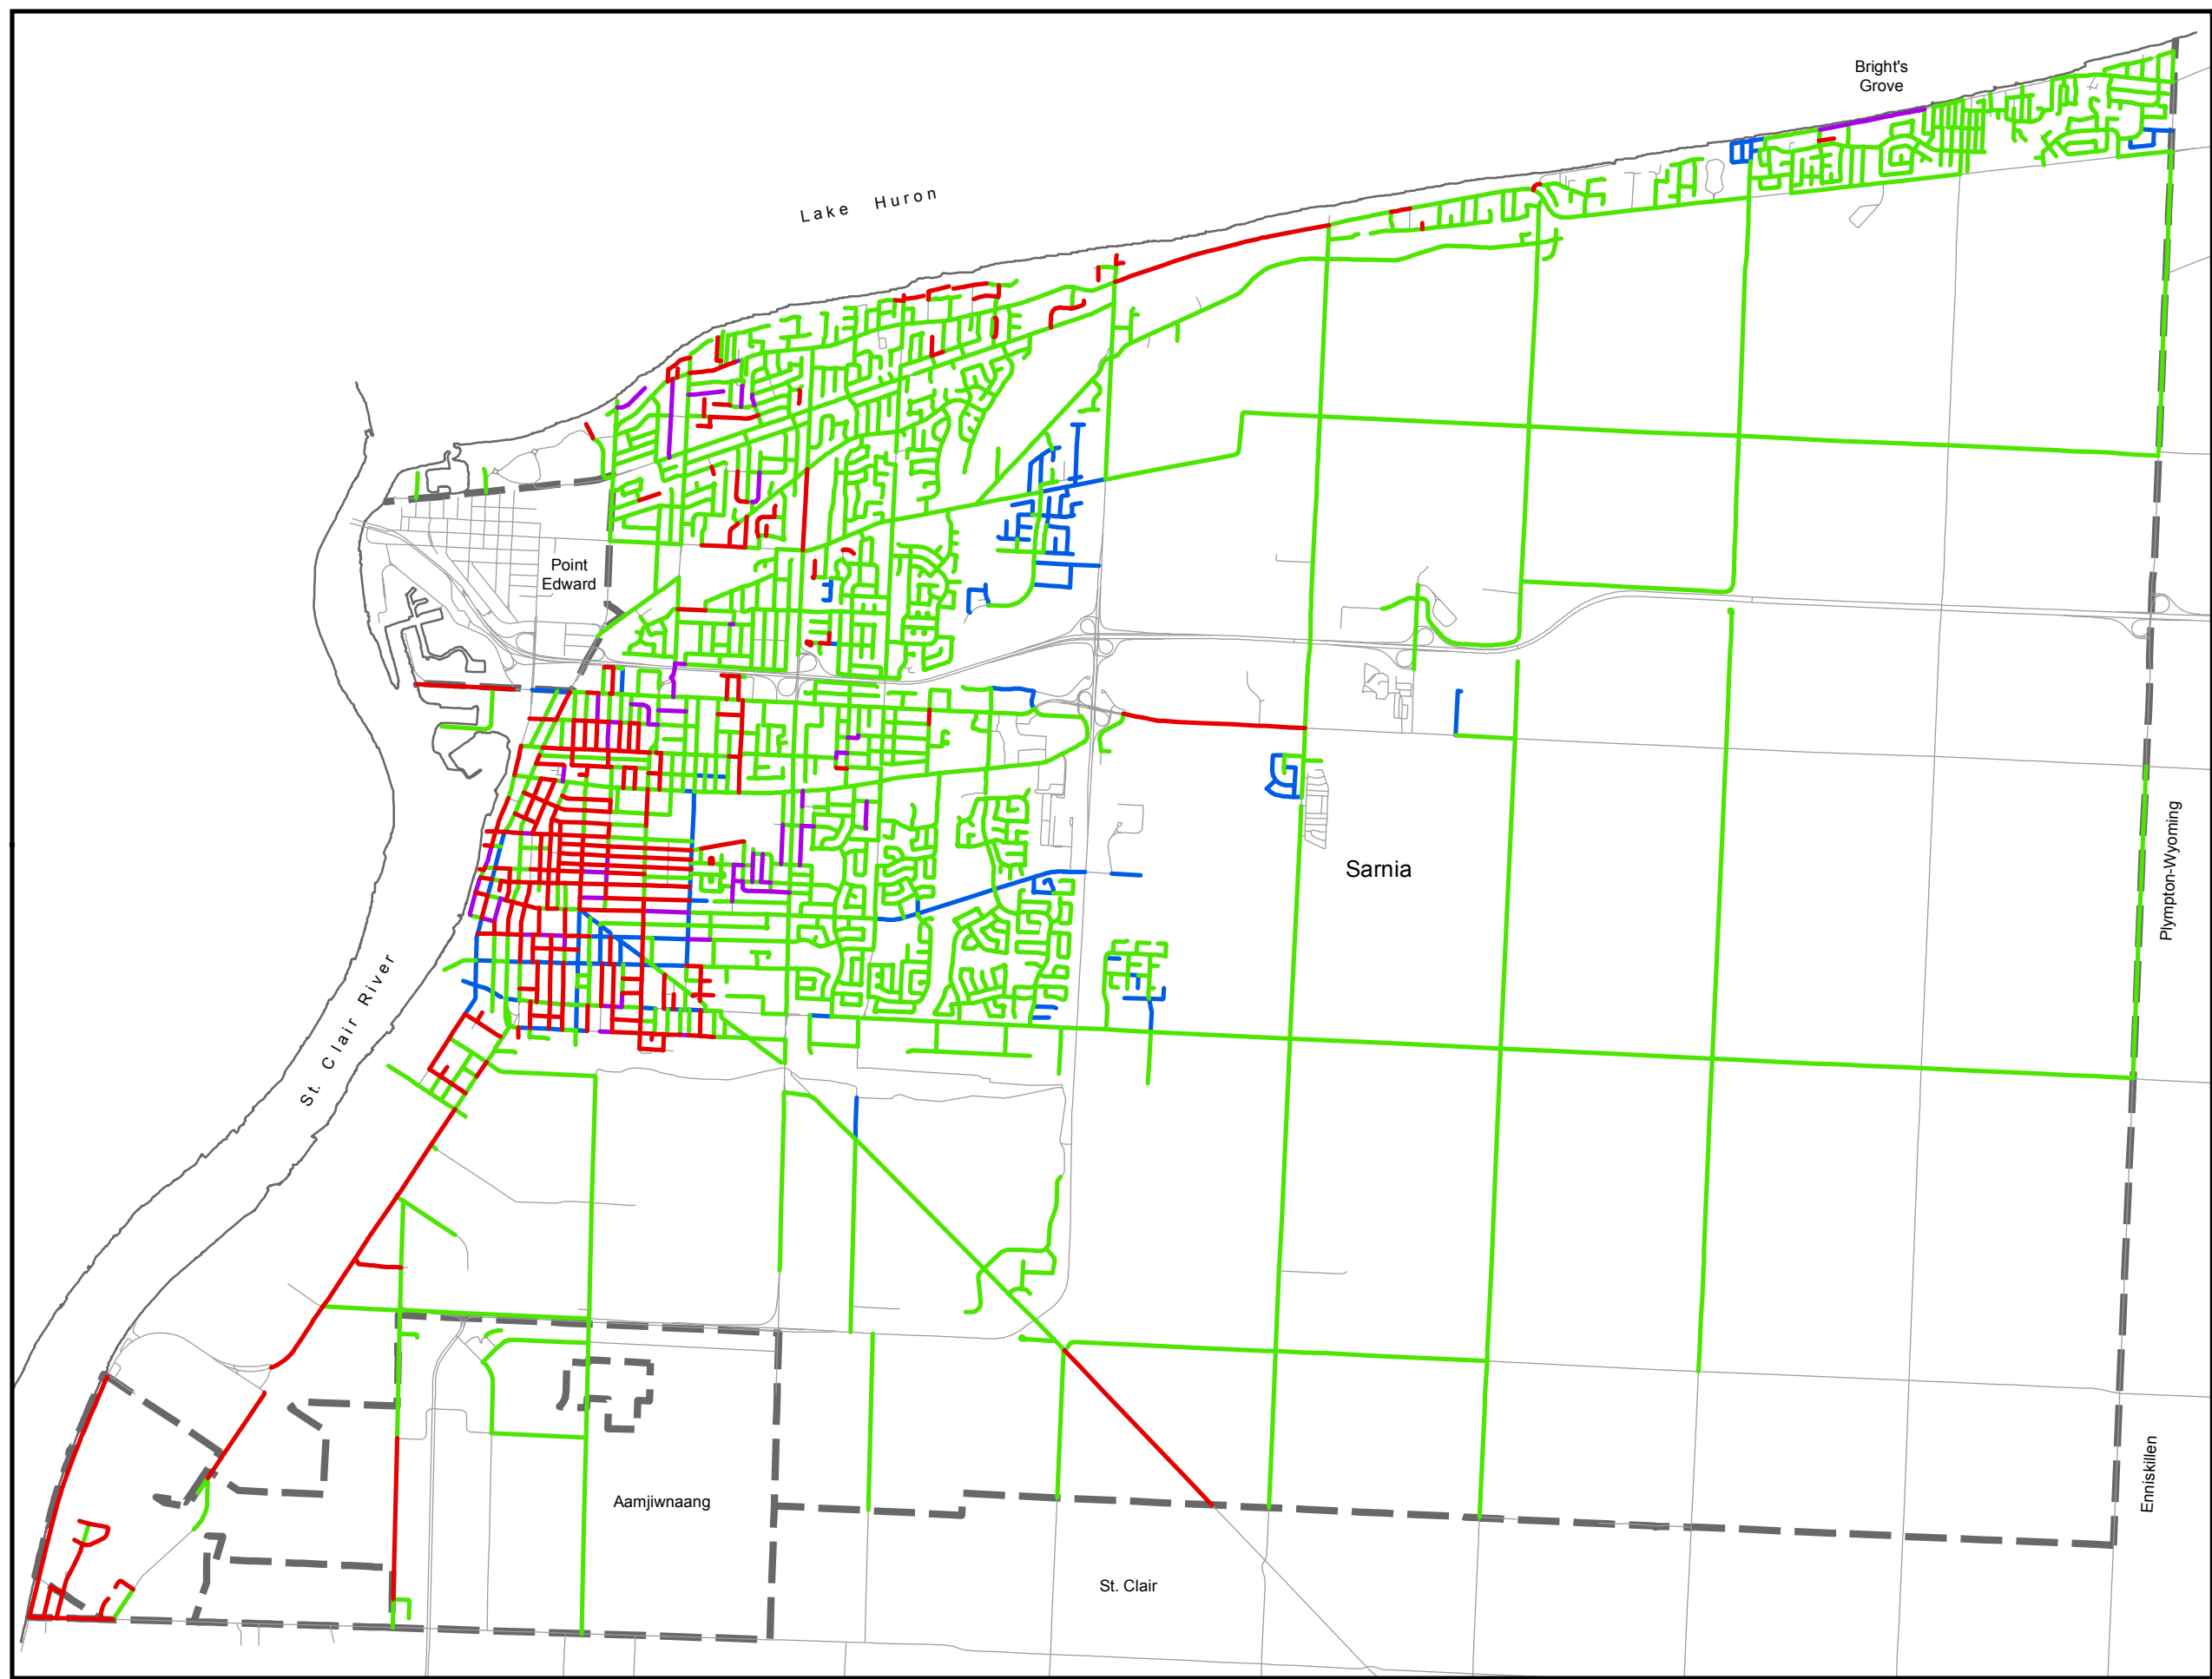 Bright's
Grove
Lake Huron
Point
Edward
Sarnia
Plympton-Wyoming
St. Clair River
Enniskillen
Aamjiwnaang
St. Clair